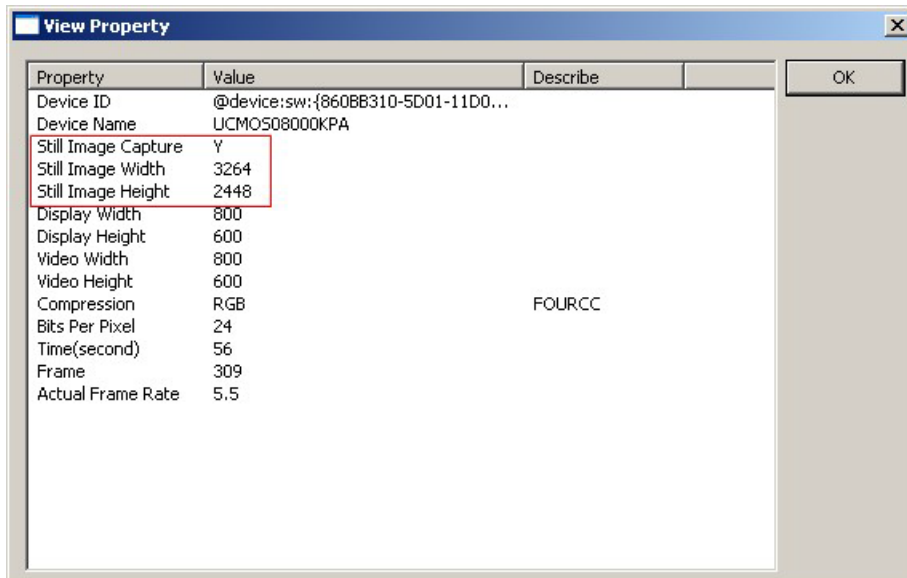 View Property
Property Value Describe
OK
Device ID @device:sw:{860BB310-5D01-11D0...
Device Name UCMOS08000KPA
Still Image Capture Y
Still Image Width 3264
Still Image Height 2448
Display Width 800
Display Height 600
Video Width 800
Video Height 600
Compression RGB FOURCC
Bits Per Pixel 24
Time(second) 56
Frame 309
Actual Frame Rate 5.5